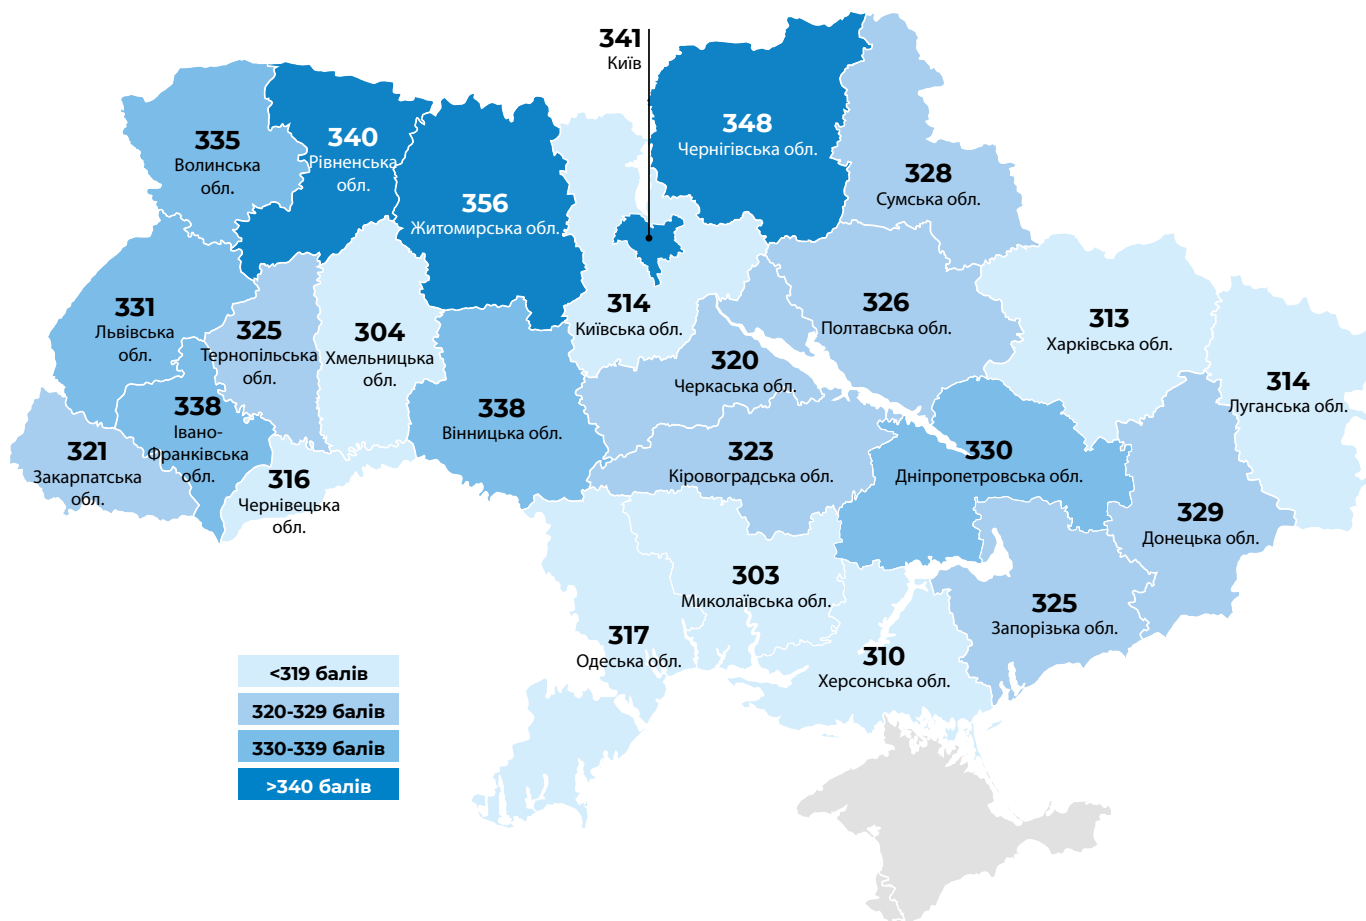 341
Київ
348
Чернігівська обл.
335
Волинська
обл.
340
Рівненська
обл.
328
Сумська обл.
356
Житомирська обл.
331
Львівська
обл.
325
Тернопільська
обл.
304
Хмельницька
обл.
314
Київська обл.
326
Полтавська обл.
313
Харківська обл.
320
Черкаська обл.
314
Луганська обл.
338
Івано-
Франківська
обл.
338
Вінницька обл.
321
Закарпатська
обл.
316
Чернівецька
обл.
323
Кіровоградська обл.
330
Дніпропетровська обл.
329
Донецька обл.
303
Миколаївська обл.
325
Запорізька обл.
317
Одеська обл.
310
Херсонська обл.
<319 балів
320-329 балів
330-339 балів
>340 балів